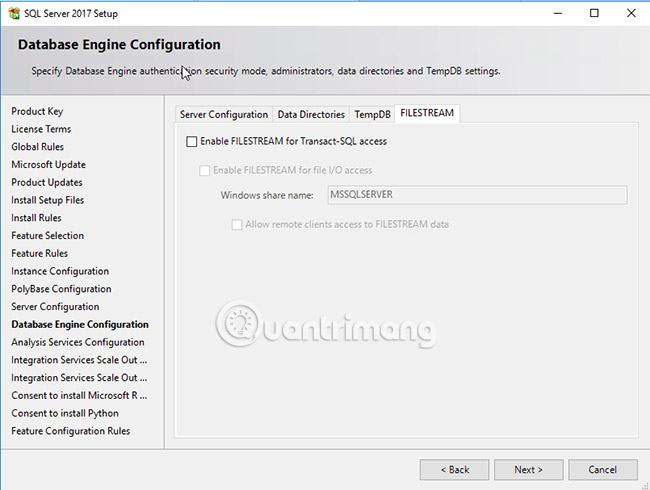 SQL Server 2017 Setup
Database Engine Configuration
Specify Database Engine authentication security mode, administrators, data directories and TempDB settings.
Product Key
License Terms
Global Rules
Microsoft Update
Product Updates
Install Setup Files
Install Rules
Feature Selection
Feature Rules
Instance Configuration
PolyBase Configuration
Server Configuration
Database Engine Configuration
Analysis Services Configuration
Integration Services Scale Out ...
Integration Services Scale Out ...
Consent to install Microsoft R ...
Consent to install Python
Feature Configuration Rules
Server Configuration Data Directories TempDB FILESTREAM
Enable FILESTREAM for Transact-SQL access
Enable FILESTREAM for file I/O access
Windows share name: MSSQLSERVER
Allow remote clients access to FILESTREAM data
Quantrimang
< Back Next > Cancel